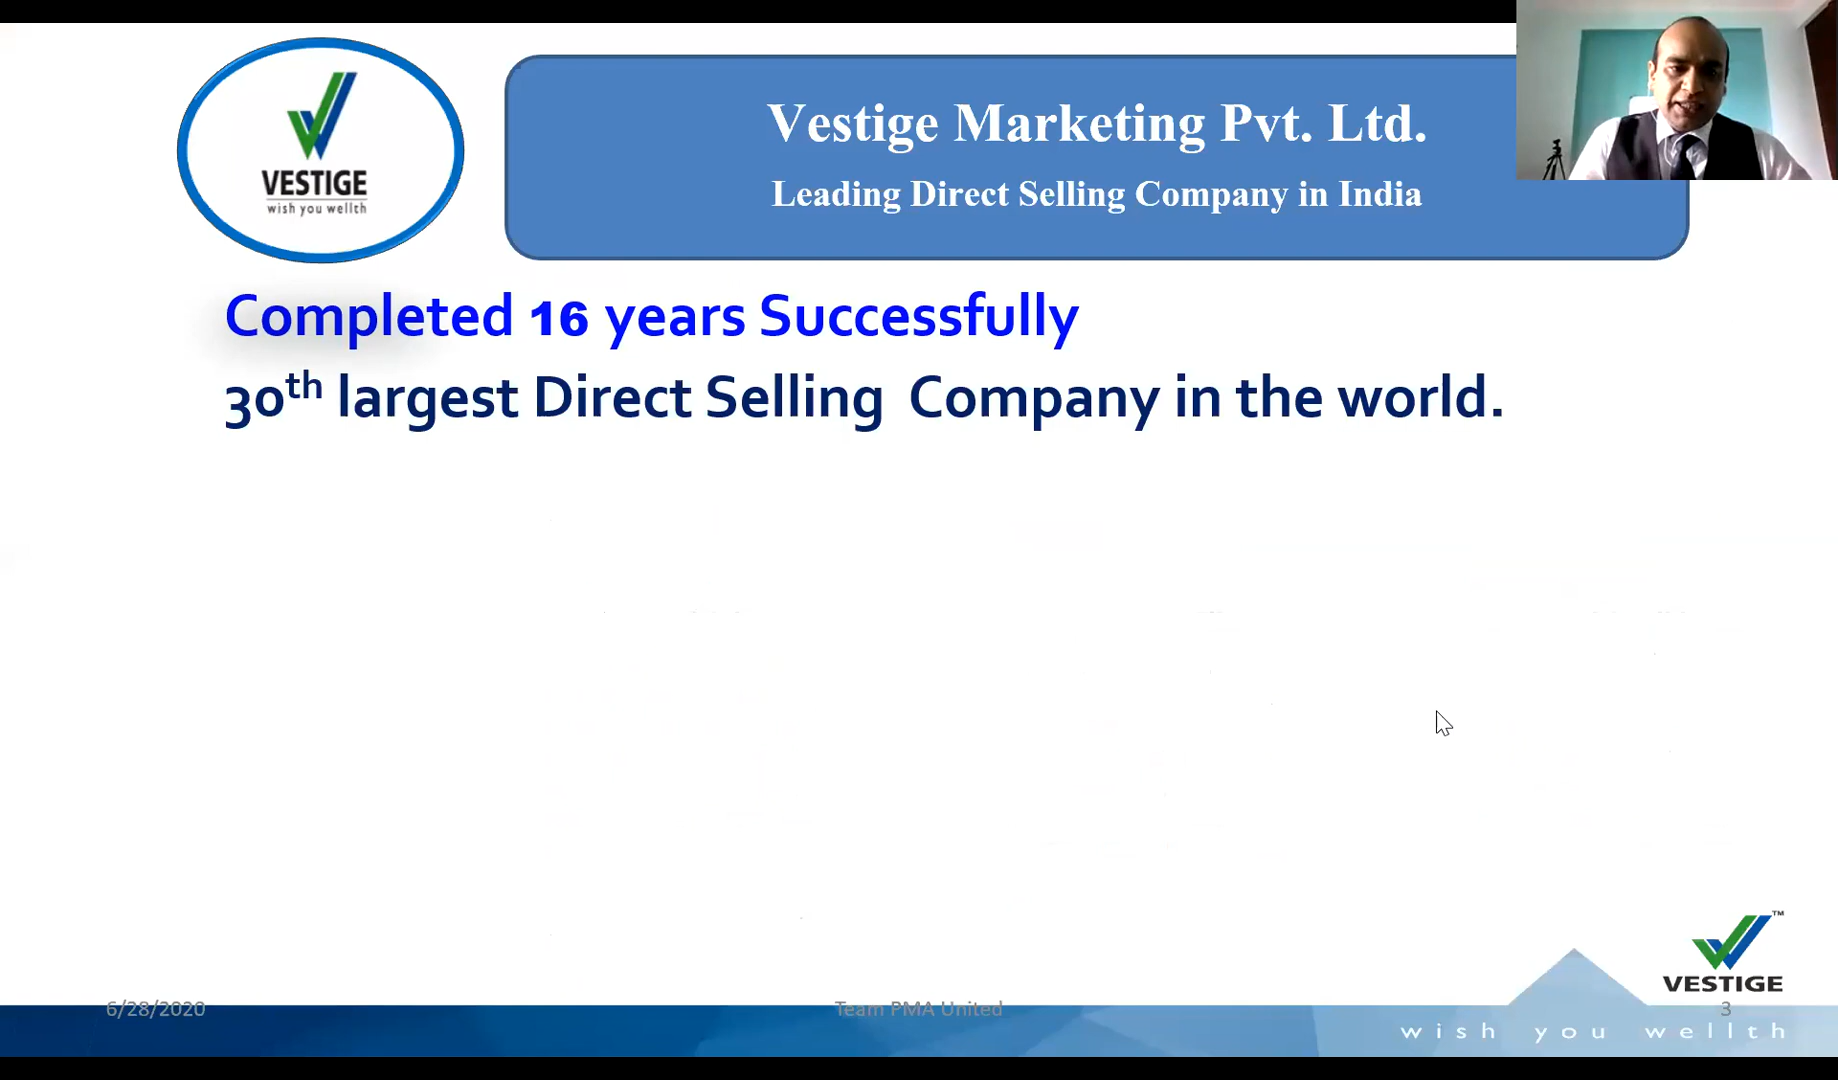 VESTIGE
wish you wellth
Vestige Marketing Pvt. Ltd.
Leading Direct Selling Company in India
Completed 16 years Successfully
30th largest Direct Selling Company in the world.
TM
VESTIGE
6/28/2020
Team PMA United
3
wish you wellth